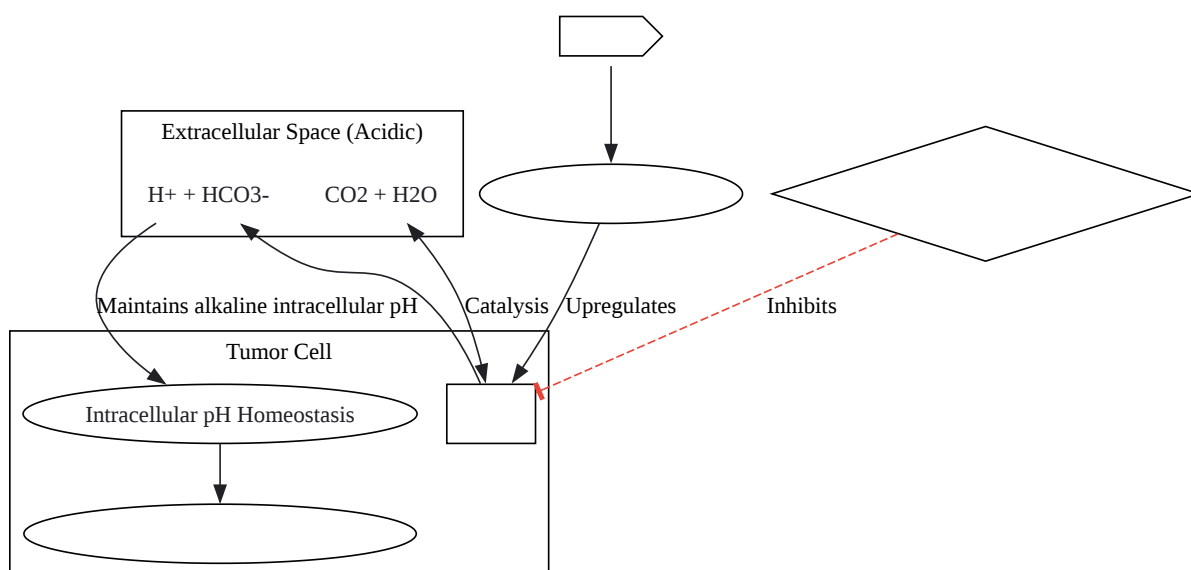 Extracellular Space (Acidic)
H+ + HCO3-
CO2 + H2O
Maintains alkaline intracellular pH
Catalysis
Upregulates
Inhibits
Tumor Cell
Intracellular pH Homeostasis